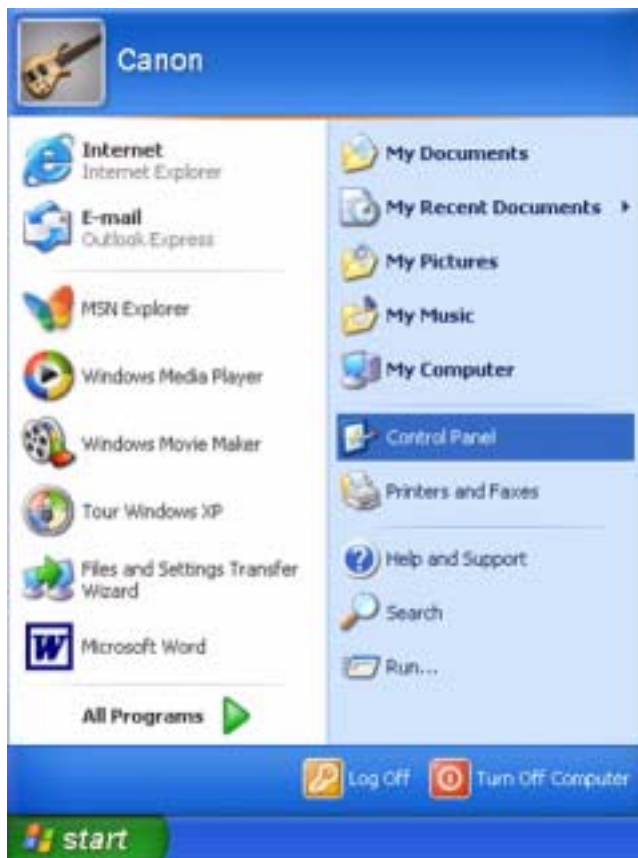 Canon
Internet
Internet Explorer
E-mail
Outlook Express
MSN Explorer
Windows Media Player
Windows Movie Maker
Tour Windows XP
Files and Settings Transfer
Wizard
W
Microsoft Word
All Programs
My Documents
My Recent Documents
My Pictures
My Music
My Computer
Control Panel
Printers and Faxes
Help and Support
Search
Run...
Log Off
Turn Off Computer
start